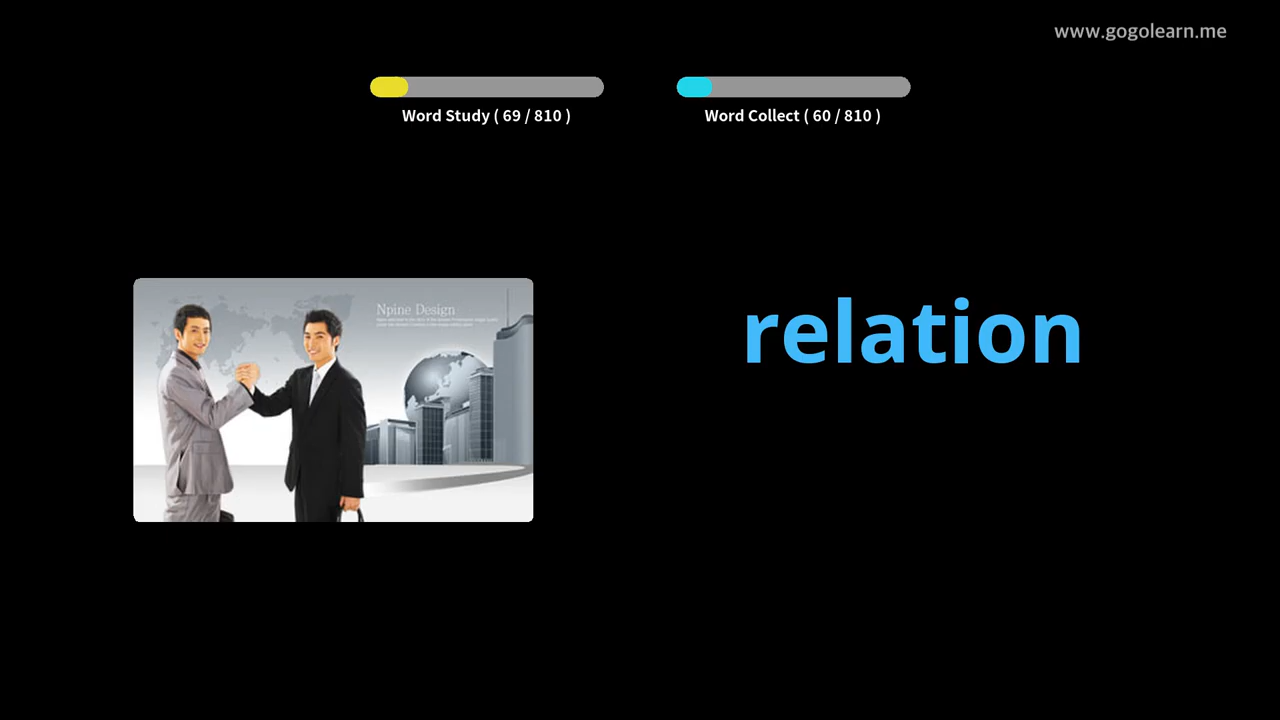 www.gogolearn.me
Word Study ( 69 / 810 )
Word Collect ( 60 / 810 )
Npine Design
relation